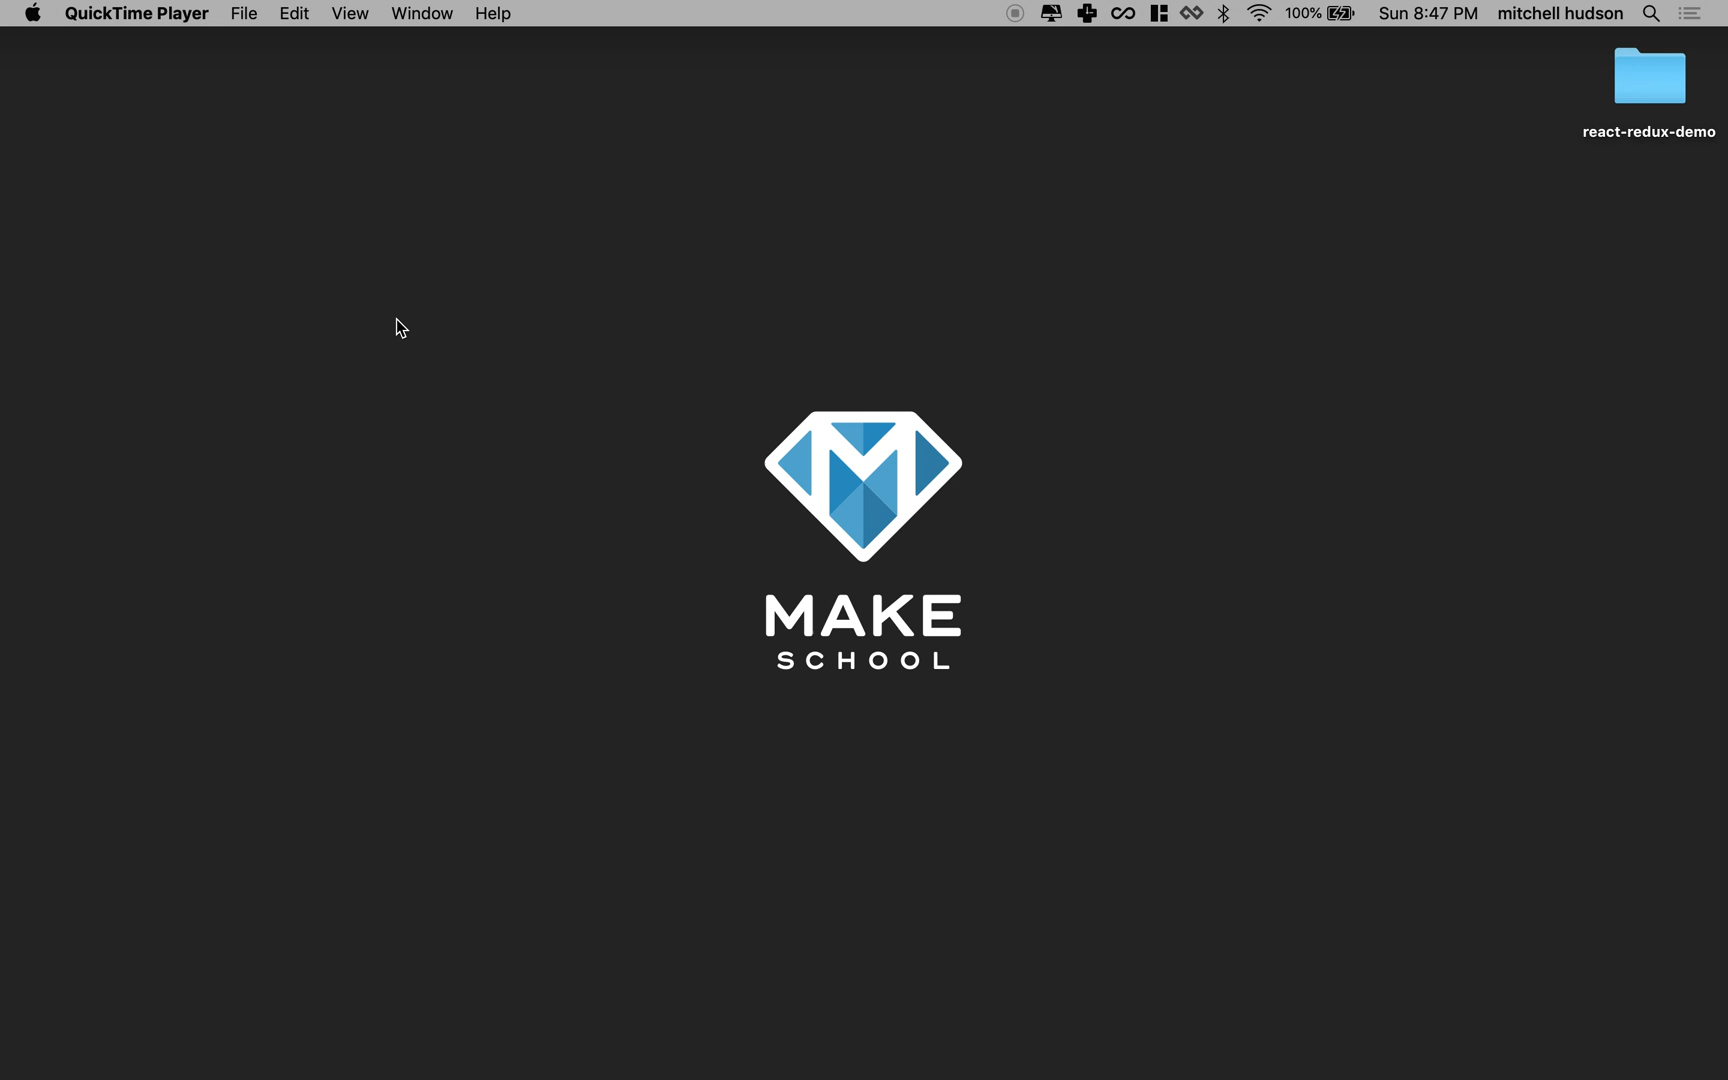 QuickTime Player File Edit View Window Help 100% Sun 8:47 PM mitchell hudson
react-redux-demo
MAKE
SCHOOL